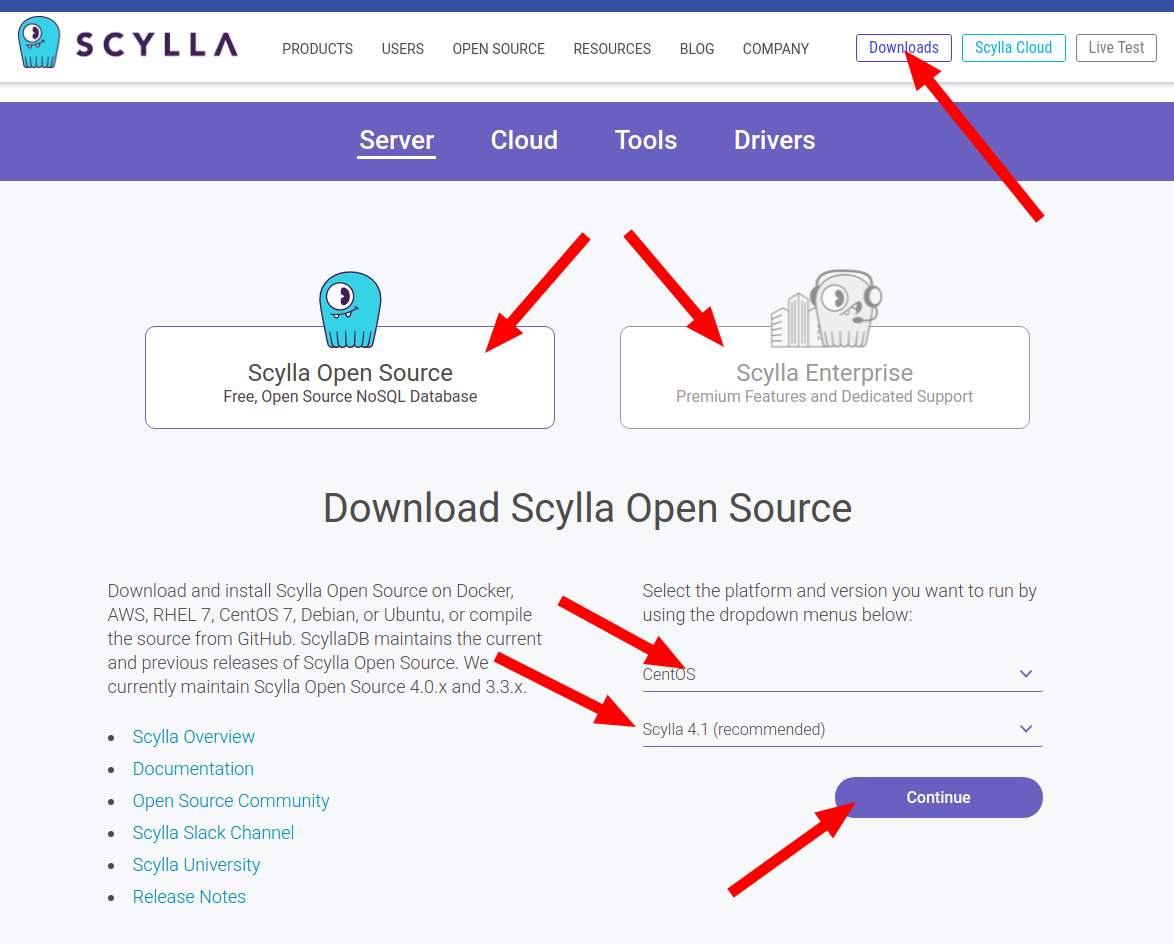 SCYLLA
PRODUCTS USERS OPEN SOURCE RESOURCES BLOG COMPANY Downloads Scylla Cloud Live Test
Server Cloud Tools Drivers
Scylla Open Source
Free, Open Source NoSQL Database
Scylla Enterprise
Premium Features and Dedicated Support
Download Scylla Open Source
Download and install Scylla Open Source on Docker,
AWS, RHEL 7, CentOS 7, Debian, or Ubuntu, or compile
the source from GitHub. ScyllaDB maintains the current
and previous releases of Scylla Open Source. We
currently maintain Scylla Open Source 4.0.x and 3.3.x.
Scylla Overview
Documentation
Open Source Community
Scylla Slack Channel
Scylla University
Release Notes
Select the platform and version you want to run by
using the dropdown menus below:
CentOS
Scylla 4.1 (recommended)
Continue